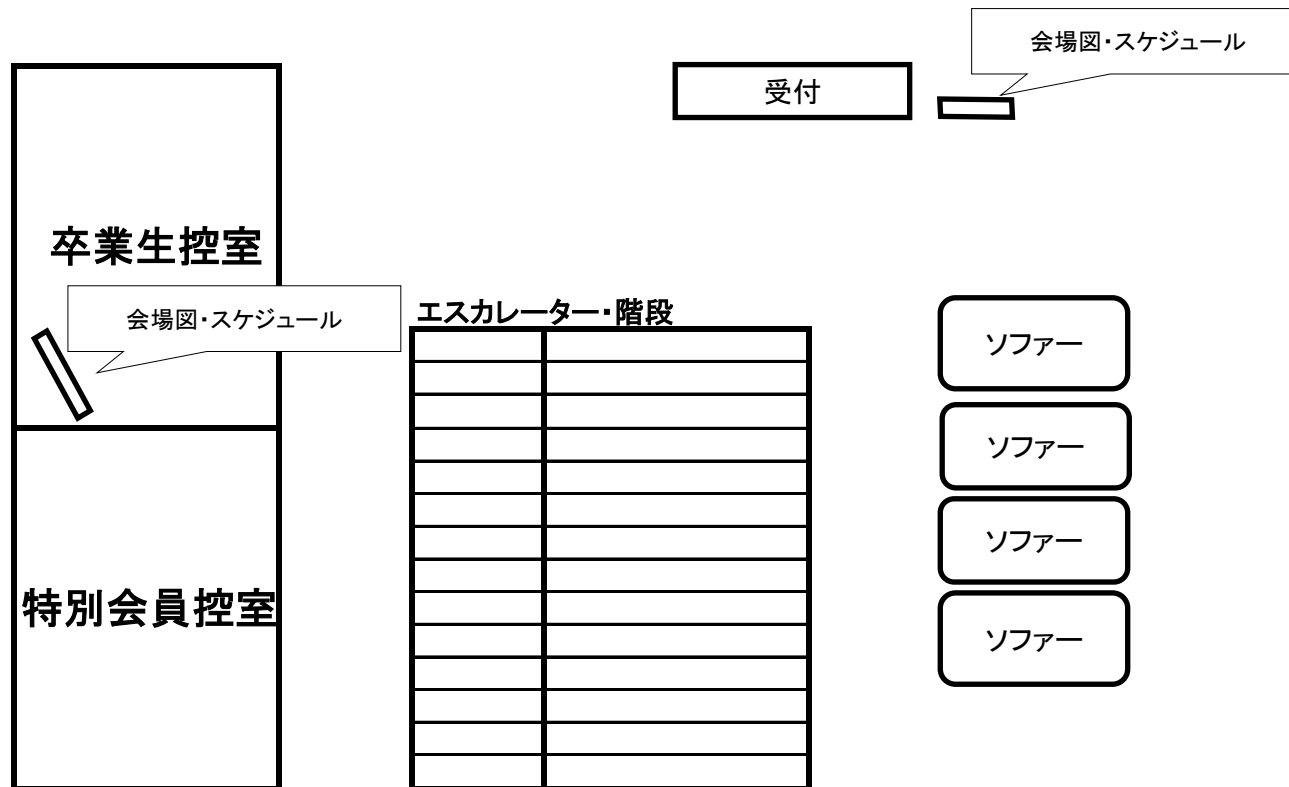 会場図・スケジュール
受付
卒業生控室
会場図・スケジュール
エスカレーター・階段
ソファー
ソファー
ソファー
特別会員控室
ソファー